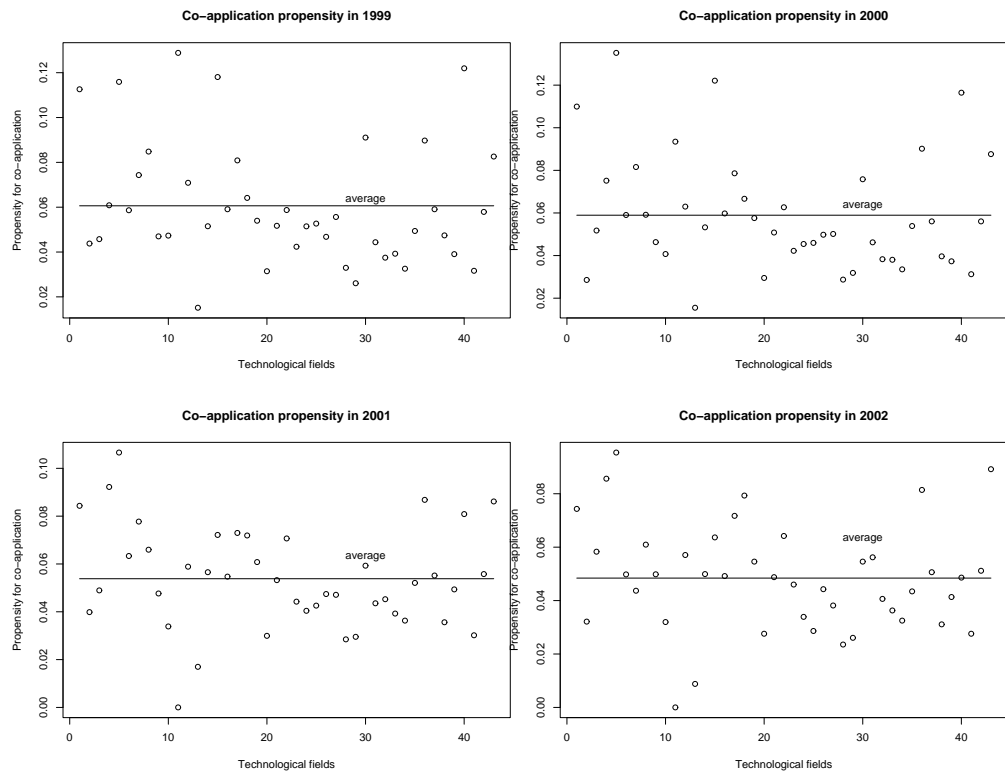 Co−application propensity in 1999
Propensity for co−application
0.02 0.04 0.06 0.08 0.10 0.12
average
0 10 20 30 40
Technological fields
Co−application propensity in 2000
Propensity for co−application
0.02 0.04 0.06 0.08 0.10 0.12
average
0 10 20 30 40
Technological fields
Co−application propensity in 2001
Propensity for co−application
0.00 0.02 0.04 0.06 0.08 0.10
average
0 10 20 30 40
Technological fields
Co−application propensity in 2002
Propensity for co−application
0.00 0.02 0.04 0.06 0.08
average
0 10 20 30 40
Technological fields